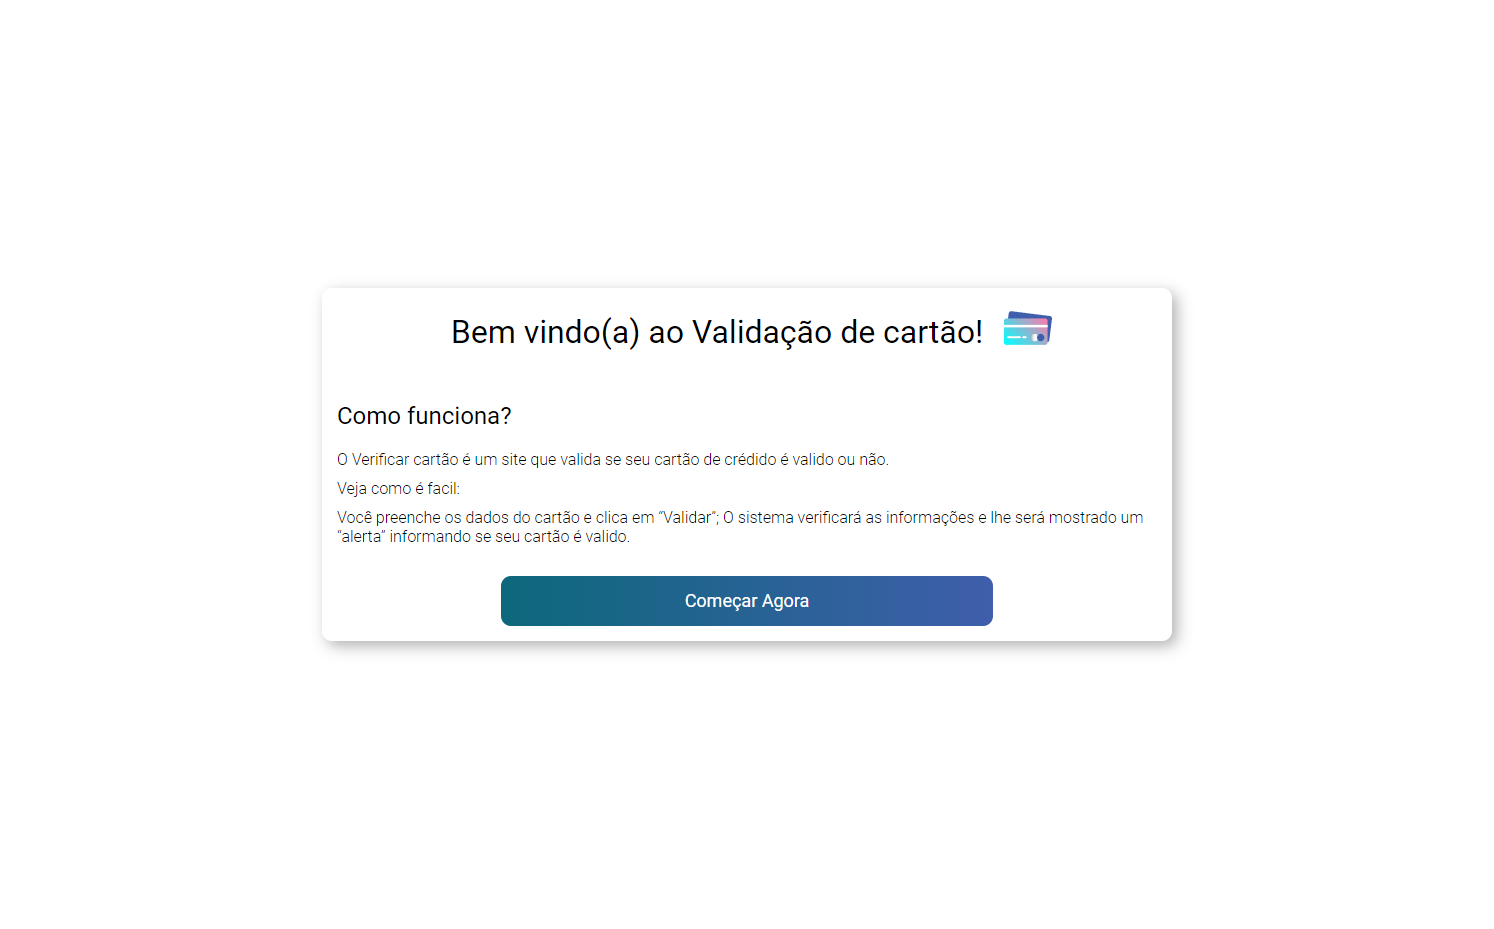 Bem vindo(a) ao Validação de cartão!
Como funciona?
O Verificar cartão é um site que valida se seu cartão de crédido é valido ou não.
Veja como é facil:
Você preenche os dados do cartão e clica em “Validar”; O sistema verificará as informações e lhe será mostrado um
“alerta” informando se seu cartão é valido.
Começar Agora